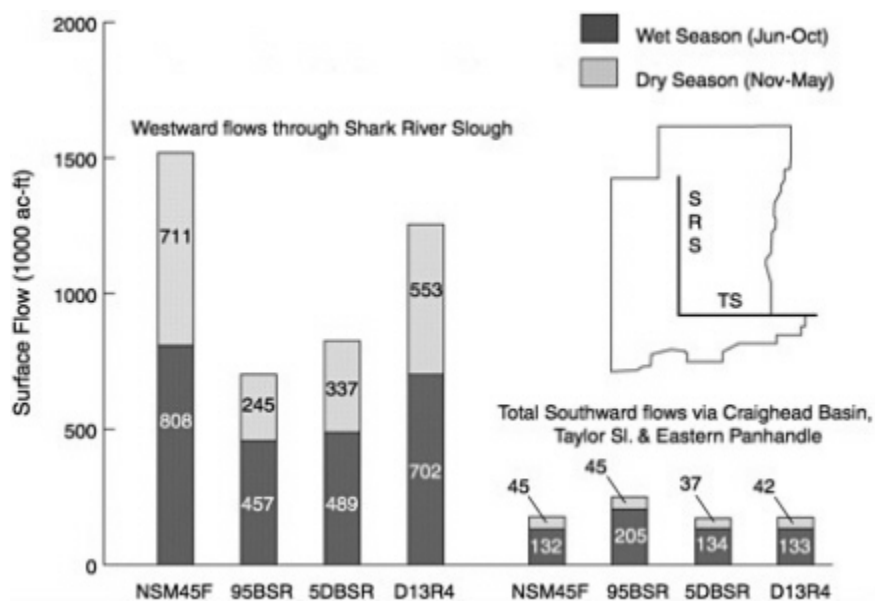 2000
1500
1000
500
0
Surface Flow (1000 ac-ft)
Wet Season (Jun-Oct)
Dry Season (Nov-May)
Westward flows through Shark River Slough
711
808
245
457
337
489
553
702
S
R
S
TS
Total Southward flows via Craighead Basin,
Taylor Sl. & Eastern Panhandle
45
132
45
205
37
134
42
133
NSM45F 95BSR 5DBSR D13R4
NSM45F 95BSR 5DBSR D13R4